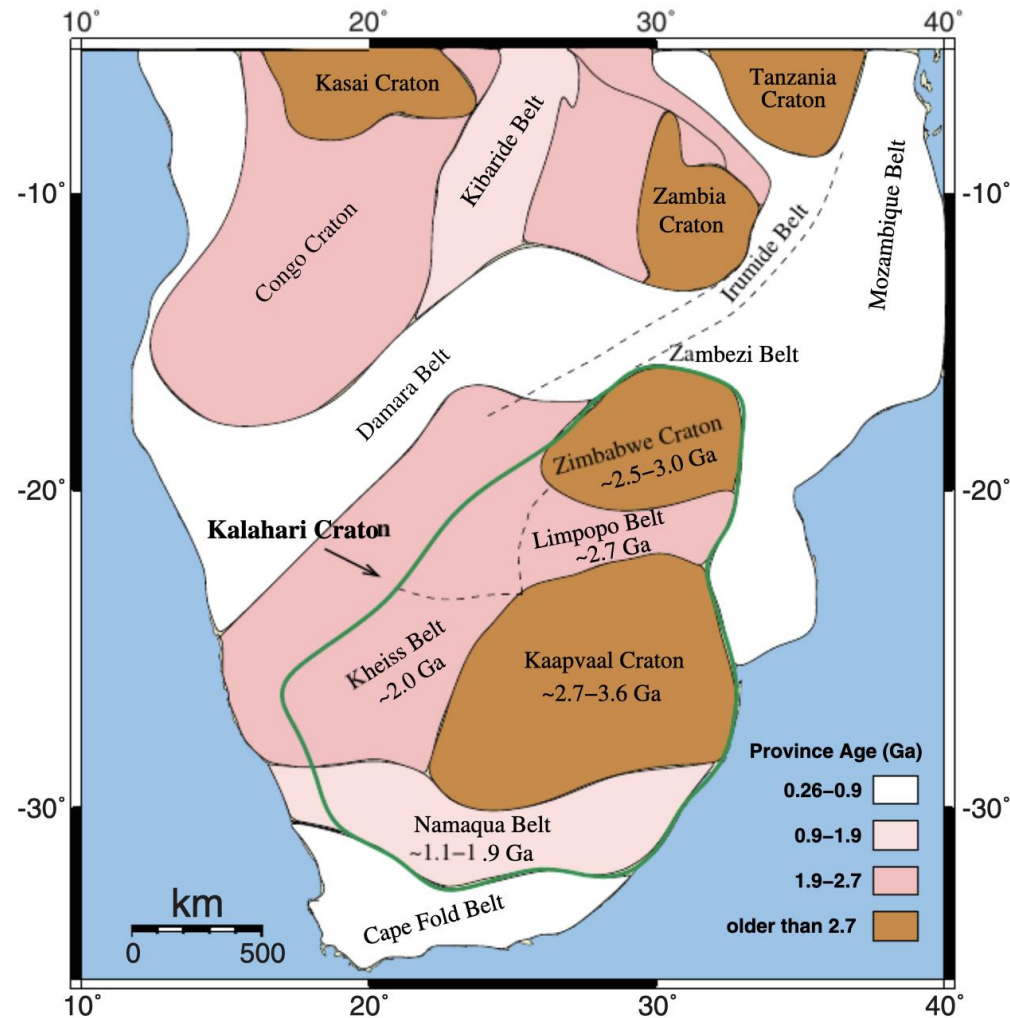 10˚ 20˚ 30˚ 40˚
Kasai Craton
Tanzania
Craton
Kibaride Belt
Mozambique Belt
-10˚ -10˚
Zambia
Craton
Congo Craton
Irumide Belt
Zambezi Belt
Damara Belt
Zimbabwe Craton
~2.5–3.0 Ga
-20˚ -20˚
Kalahari Craton
Limpopo Belt
~2.7 Ga
Kheiss Belt
~2.0 Ga
Kaapvaal Craton
~2.7–3.6 Ga
Province Age (Ga)
0.26–0.9
0.9–1.9
1.9–2.7
older than 2.7
-30˚ -30˚
Namaqua Belt
~1.1–1.9 Ga
Cape Fold Belt
km
0 500
10˚ 20˚ 30˚ 40˚